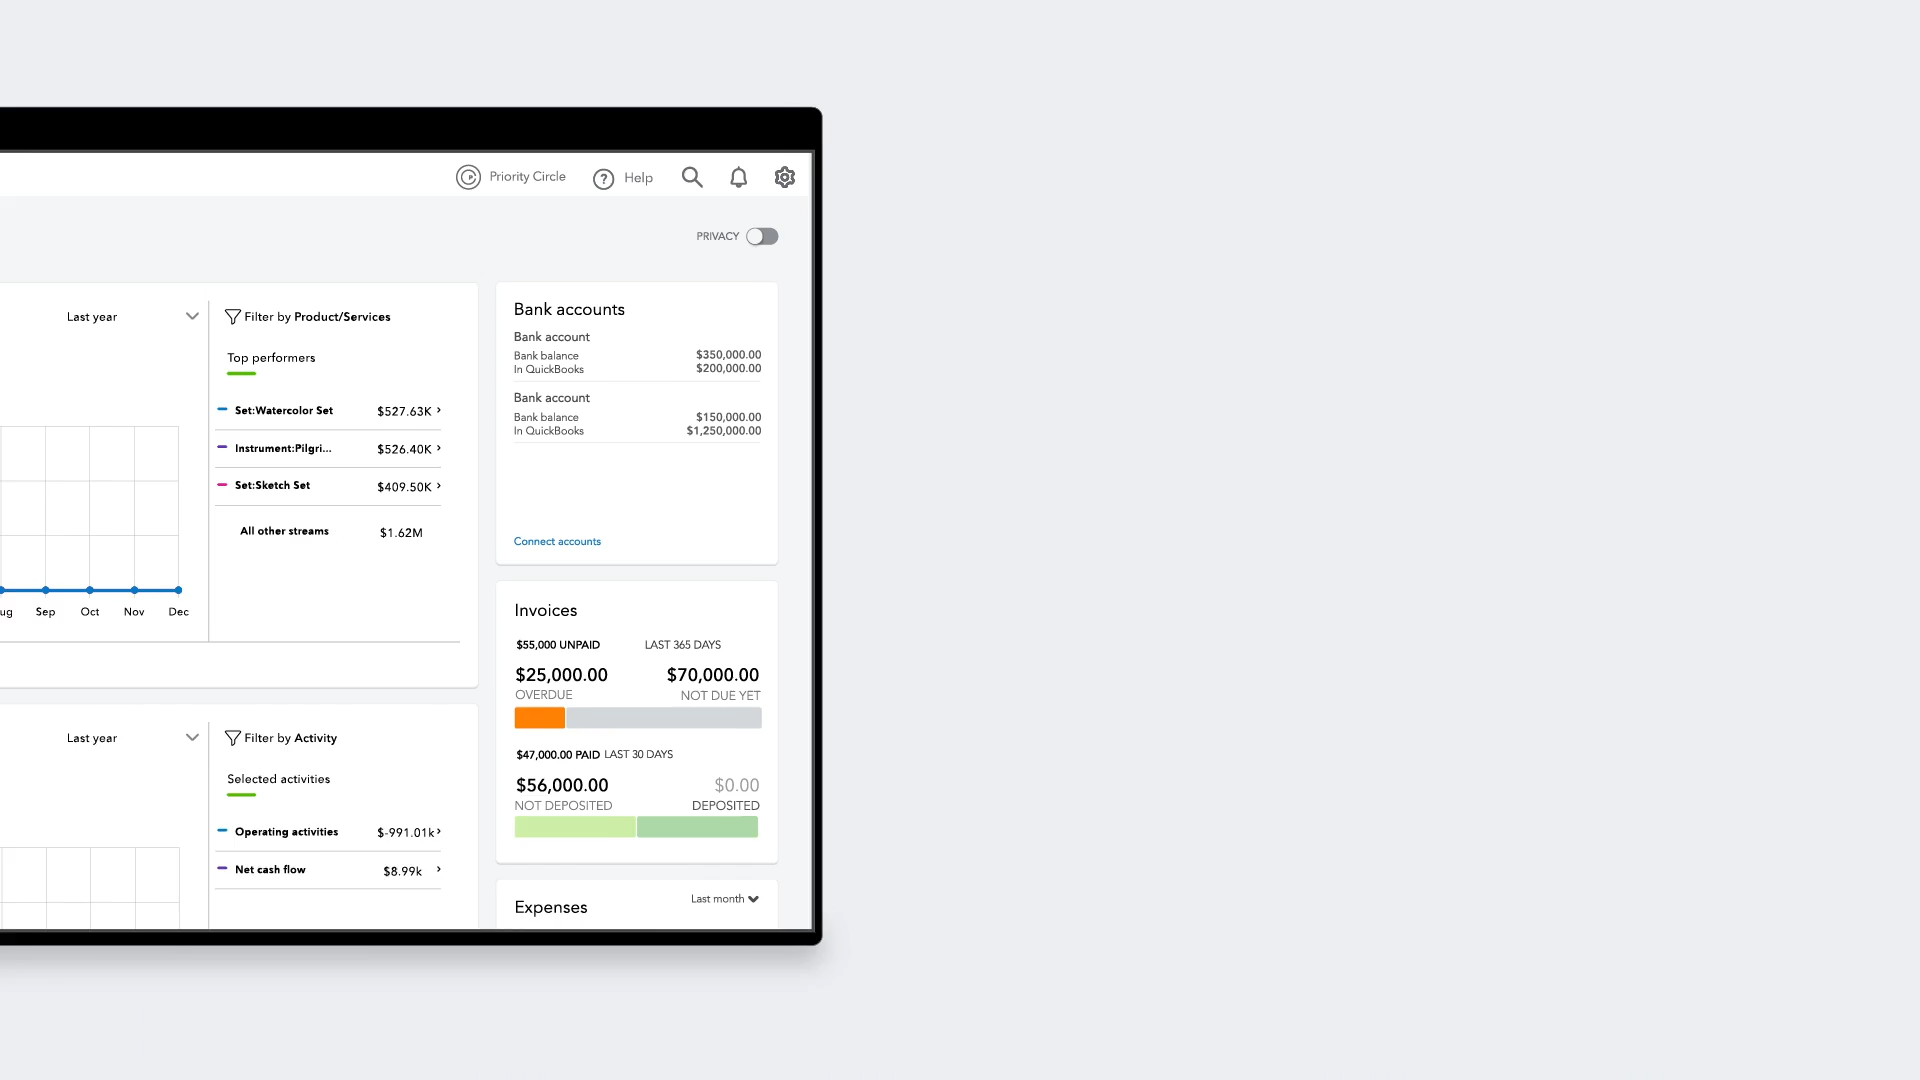 Priority Circle
Help
PRIVACY
Last year
Filter by Product/Services
Top performers
Set:Watercolor Set $527.63K
Instrument:Pilgri... $526.40K
Set:Sketch Set $409.50K
All other streams $1.62M
ug Sep Oct Nov Dec
Last year
Filter by Activity
Selected activities
Operating activities $-991.01k
Net cash flow $8.99k
Bank accounts
Bank account
Bank balance $350,000.00
In QuickBooks $200,000.00
Bank account
Bank balance $150,000.00
In QuickBooks $1,250,000.00
Connect accounts
Invoices
$55,000 UNPAID LAST 365 DAYS
$25,000.00 $70,000.00
OVERDUE NOT DUE YET
$47,000.00 PAID LAST 30 DAYS
$56,000.00 $0.00
NOT DEPOSITED DEPOSITED
Expenses Last month